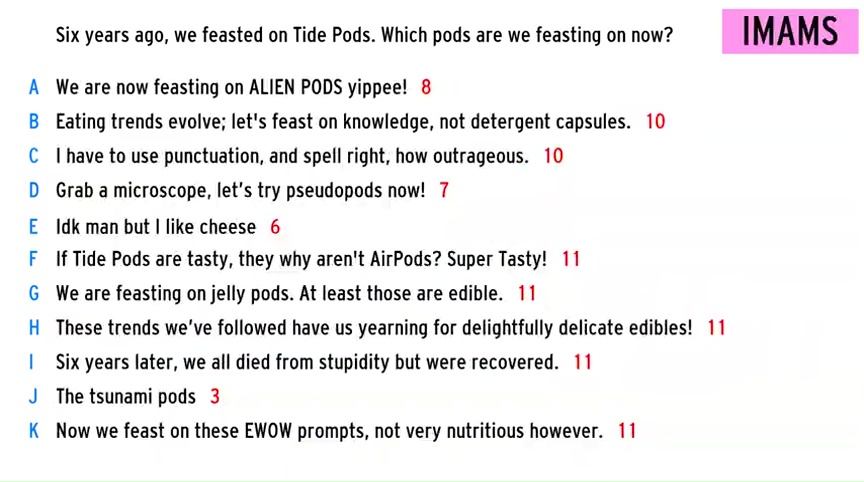 Six years ago, we feasted on Tide Pods. Which pods are we feasting on now?
IMAMS
A We are now feasting on ALIEN PODS yippee! 8
B Eating trends evolve; let's feast on knowledge, not detergent capsules. 10
C I have to use punctuation, and spell right, how outrageous. 10
D Grab a microscope, let’s try pseudopods now! 7
E Idk man but I like cheese 6
F If Tide Pods are tasty, they why aren't AirPods? Super Tasty! 11
G We are feasting on jelly pods. At least those are edible. 11
H These trends we’ve followed have us yearning for delightfully delicate edibles! 11
I Six years later, we all died from stupidity but were recovered. 11
J The tsunami pods 3
K Now we feast on these EWOW prompts, not very nutritious however. 11